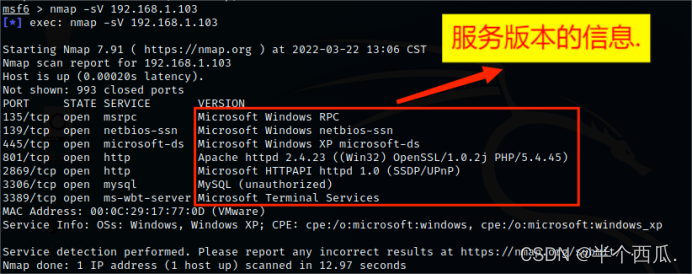 msf6 > nmap -sV 192.168.1.103
[*] exec: nmap -sV 192.168.1.103
服务版本的信息.
Starting Nmap 7.91 ( https://nmap.org ) at 2022-03-22 13:06 CST
Nmap scan report for 192.168.1.103
Host is up (0.00020s latency).
Not shown: 993 closed ports
PORT     STATE SERVICE       VERSION
135/tcp  open  msrpc         Microsoft Windows RPC
139/tcp  open  netbios-ssn   Microsoft Windows netbios-ssn
445/tcp  open  microsoft-ds  Microsoft Windows XP microsoft-ds
801/tcp  open  http          Apache httpd 2.4.23 ((Win32) OpenSSL/1.0.2j PHP/5.4.45)
2869/tcp open  http          Microsoft HTTPAPI httpd 1.0 (SSDP/UPnP)
3306/tcp open  mysql         MySQL (unauthorized)
3389/tcp open  ms-wbt-server Microsoft Terminal Services
MAC Address: 00:0C:29:17:77:0D (VMware)
Service Info: OSs: Windows, Windows XP; CPE: cpe:/o:microsoft:windows, cpe:/o:microsoft:windows_xp
Service detection performed. Please report any incorrect results at https://nmap.org/submit/ .
Nmap done: 1 IP address (1 host up) scanned in 12.97 seconds
CSDN @半个西瓜.